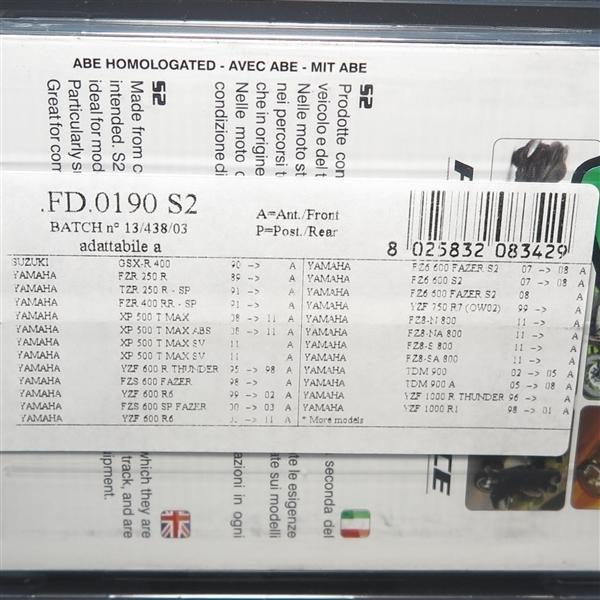 ABE HOMOLOGATED - AVEC ABE - MIT ABE
S2
Made from c
intended. S2
ideal for mod
Particularly s
Great for com
S2
Prodotte con
veicolo e del t
nei percorsi t
Nelle moto st
che in origine
Nelle moto c
condizione d
.FD.0190 S2
BATCH n° 13/438/03
adattabile a
A=Ant./Front
P=Post./Rear
8 025832 083429
SUZUKI GSX-R 400 90 -> A
YAMAHA FZR 250 R 89 -> A
YAMAHA TZR 250 R - SP 91 -> A
YAMAHA FZR 400 RR. - SP 91 -> A
YAMAHA XP 500 T MAX 08 -> 11 A
YAMAHA XP 500 T MAX ABS 08 -> 11 A
YAMAHA XP 500 T MAX SV 11 A
YAMAHA XP 500 T MAX SV 11 A
YAMAHA YZF 600 R THUNDER 95 -> 98 A
YAMAHA FZS 600 FAZER 98 -> A
YAMAHA YZF 600 R6 99 -> 02 A
YAMAHA FZS 600 SP FAZER 00 -> 03 A
YAMAHA YZF 600 R6 -> 11 A
YAMAHA FZ6 600 FAZER S2 07 -> 08 A
YAMAHA FZ6 600 S2 07 -> 08 A
YAMAHA FZ6 600 FAZER S2 08 A
YAMAHA YZF 750 R7 (OW02) 99 -> A
YAMAHA FZ8-N 800 11 -> A
YAMAHA FZ8-NA 800 11 -> A
YAMAHA FZ8-S 800 11 -> A
YAMAHA FZ8-SA 800 11 -> A
YAMAHA TDM 900 02 -> 05 A
YAMAHA TDM 900 A 05 -> 08 A
YAMAHA YZF 1000 R THUNDER 96 -> A
YAMAHA YZF 1000 R1 98 -> 01 A
* More models
which they are
track, and are
ipment.
seconda del
te le esigenze
ate sui modelli
azioni in ogni
CE